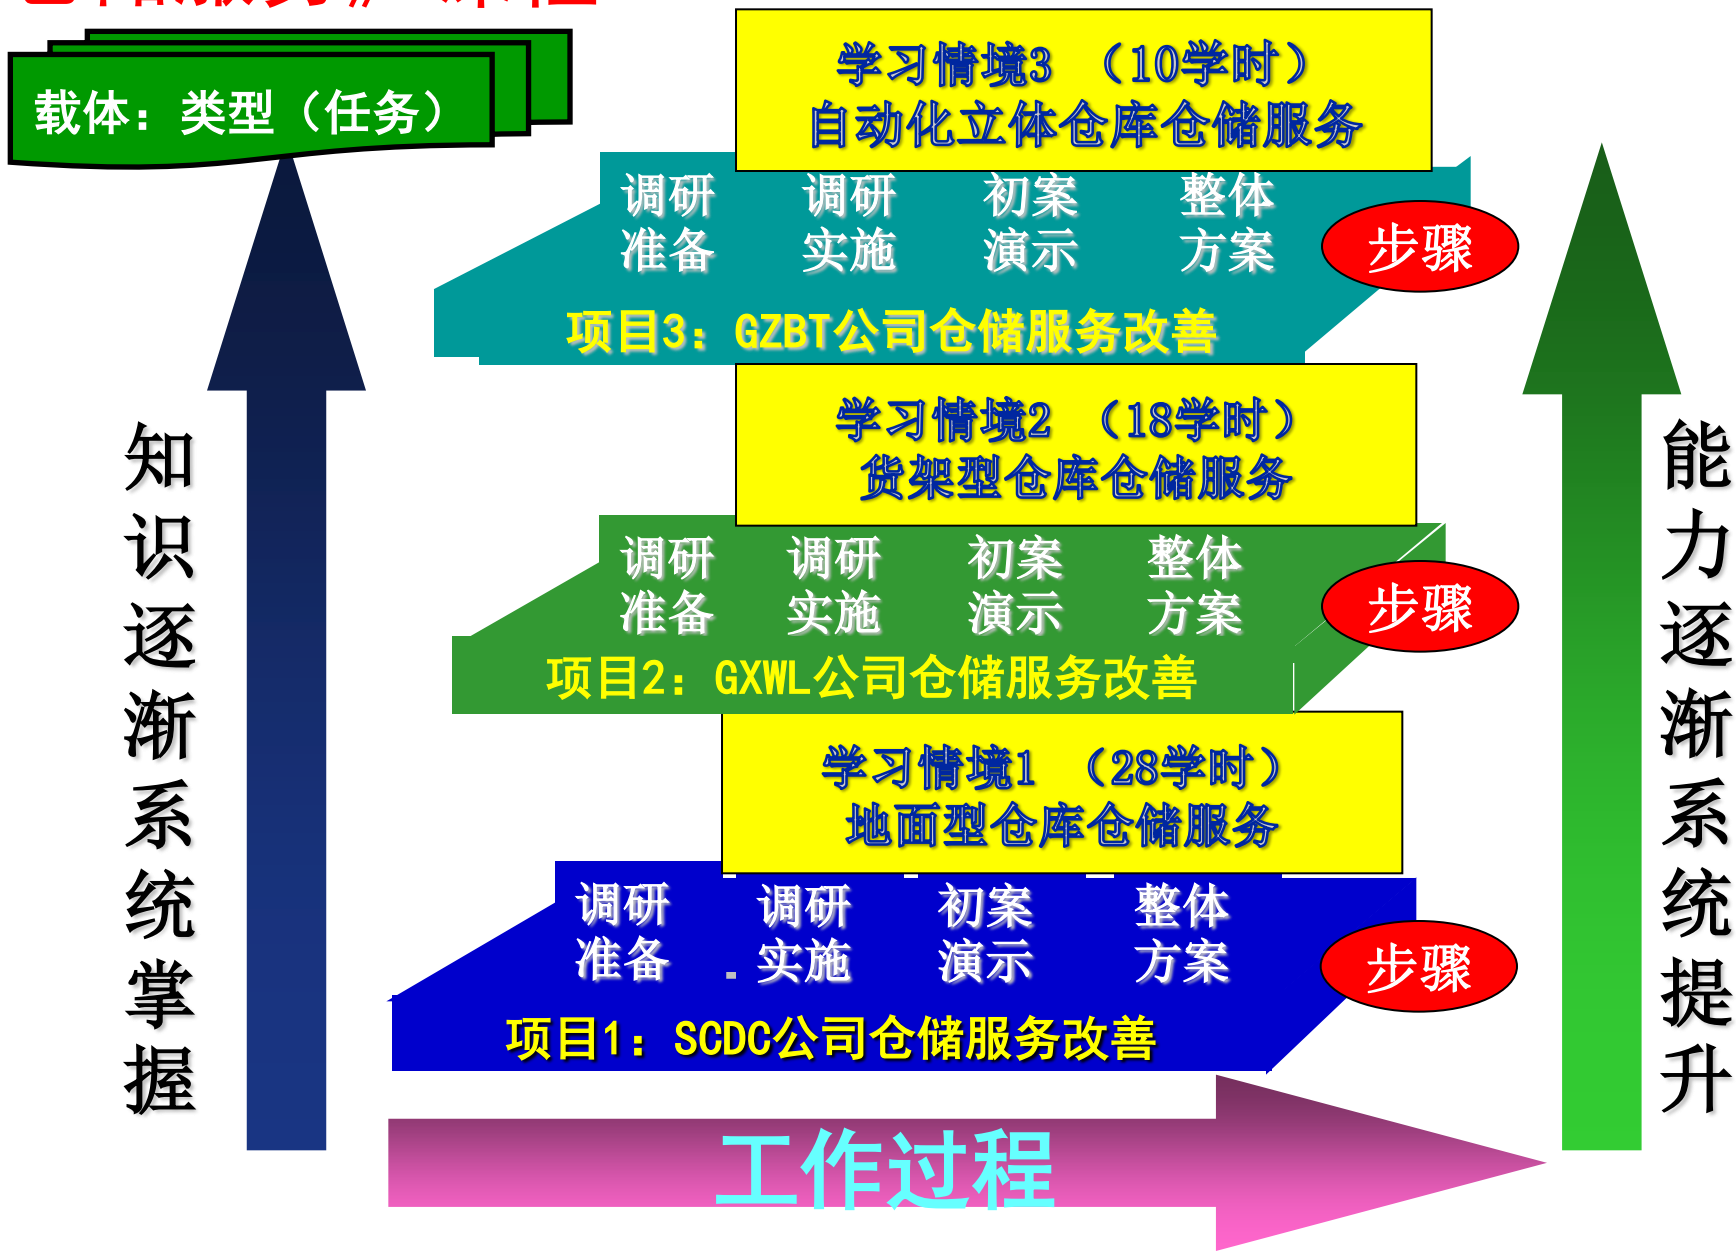 服务》课程
载体：类型（任务）
学习情境3 （10学时）
自动化立体仓库仓储服务
调研 调研 初案 整体
准备 实施 演示 方案
步骤
项目3：GZBT公司仓储服务改善
学习情境2 （18学时）
货架型仓库仓储服务
调研 调研 初案 整体
准备 实施 演示 方案
步骤
项目2：GXWL公司仓储服务改善
学习情境1 （28学时）
地面型仓库仓储服务
调研 调研 初案 整体
准备 实施 演示 方案
步骤
项目1：SCDC公司仓储服务改善
知识逐渐系统掌握
能力逐渐系统提升
工作过程